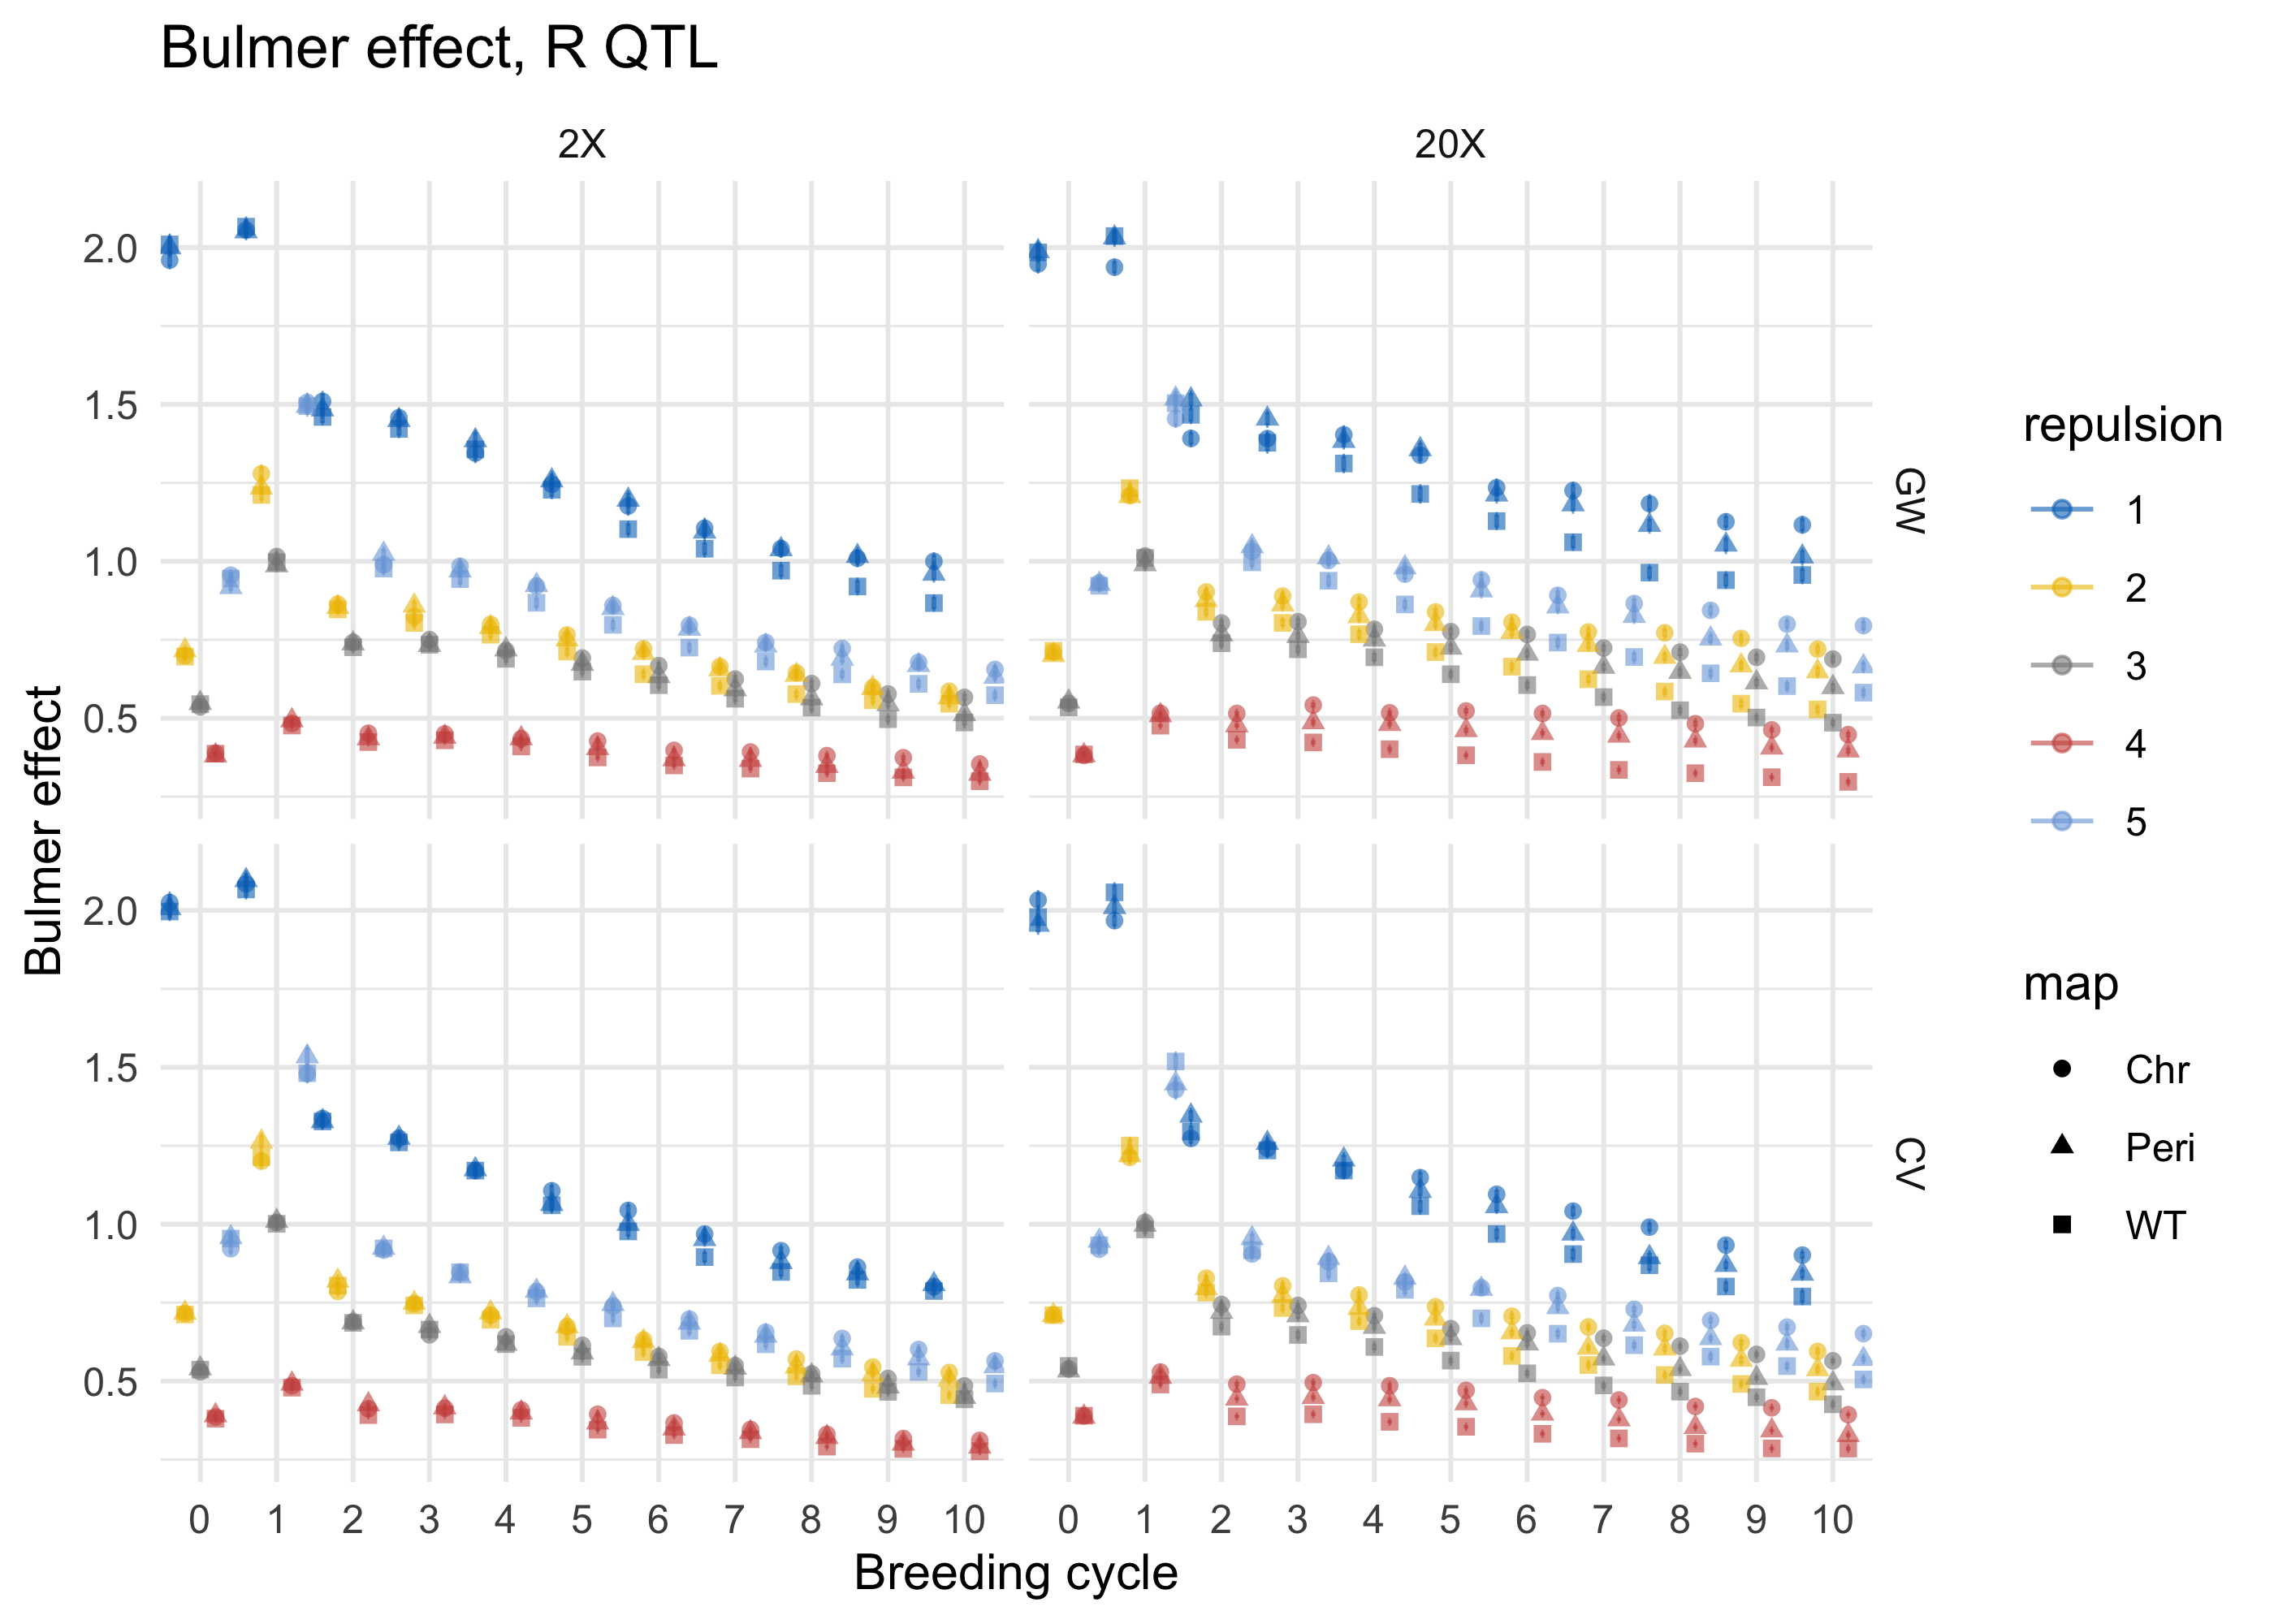 Bulmer effect, R QTL
2X
20X
2.0
1.5
1.0
0.5
GW
2.0
1.5
1.0
0.5
CV
0 1 2 3 4 5 6 7 8 9 10
0 1 2 3 4 5 6 7 8 9 10
Breeding cycle
Bulmer effect
repulsion
1
2
3
4
5
map
Chr
Peri
WT